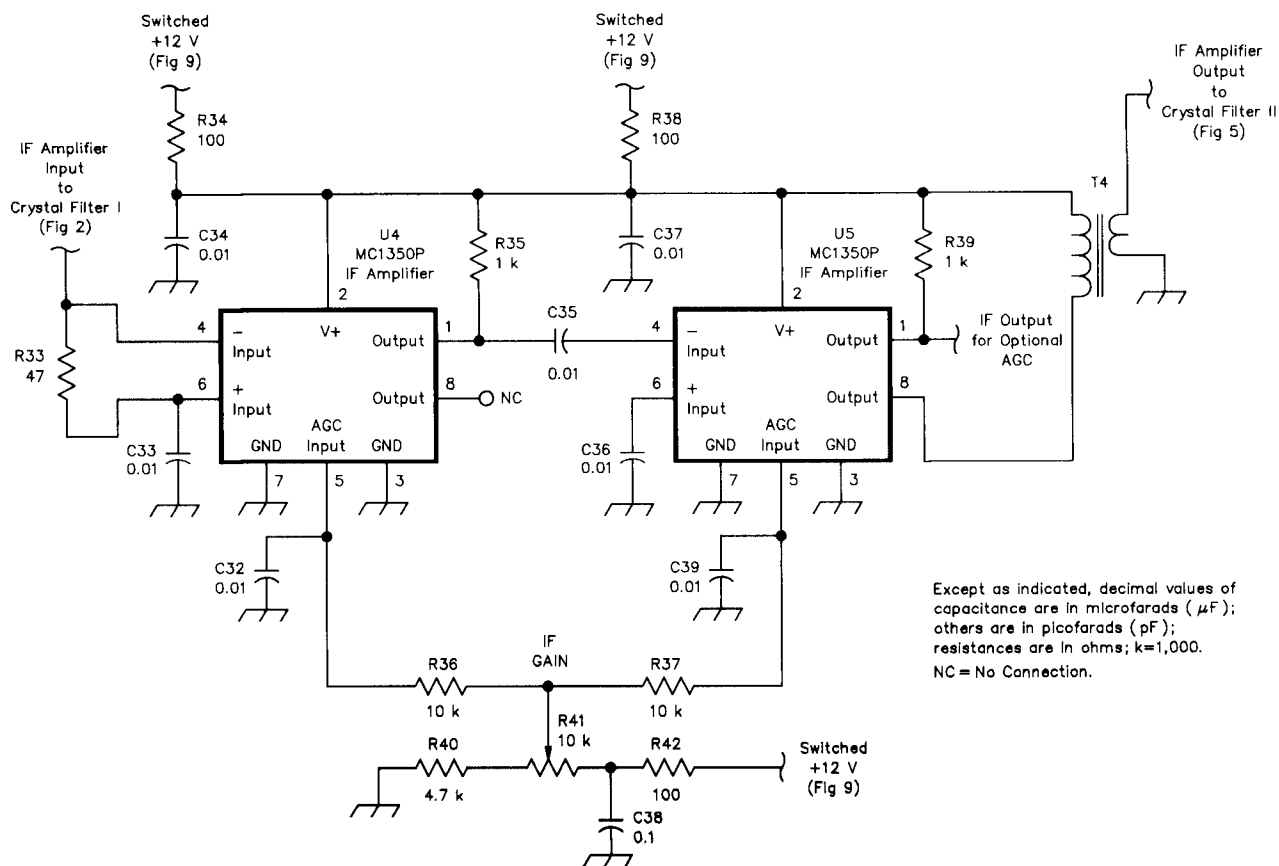 Switched
+12 V
(Fig 9)
R34
100
Switched
+12 V
(Fig 9)
R38
100
IF Amplifier
Output
to
Crystal Filter II
(Fig 5)
T4
IF Amplifier
Input
to
Crystal Filter I
(Fig 2)
C34
0.01
U4
MC1350P
IF Amplifier
R35
1 k
C37
0.01
U5
MC1350P
IF Amplifier
R39
1 k
R33
47
4
–
Input
2
V+
1
Output
6
+
Input
8
Output
NC
AGC
Input
GND
GND
7
5
3
C33
0.01
C35
0.01
4
–
Input
2
V+
1
Output
IF Output
for Optional
AGC
6
+
Input
8
Output
AGC
Input
GND
GND
7
5
3
C36
0.01
C32
0.01
C39
0.01
Except as indicated, decimal values of
capacitance are in microfarads ( μF);
others are in picofarads (pF);
resistances are in ohms; k=1,000.
NC = No Connection.
R36
10 k
IF
GAIN
R37
10 k
R41
10 k
R40
4.7 k
R42
100
Switched
+12 V
(Fig 9)
C38
0.1